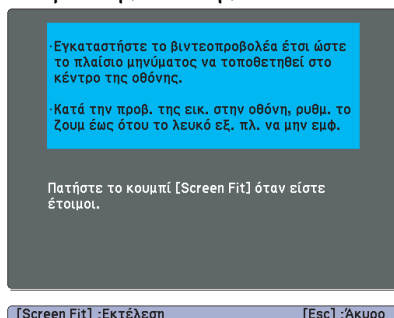 ·Εγκαταστήστε το βιντεοπροβολέα έτσι ώστε
το πλαίσιο μηνύματος να τοποθετηθεί στο
κέντρο της οθόνης.
·Κατά την προβ. της εικ. στην οθόνη, ρυθμ. το
ζουμ έως ότου το λευκό εξ. πλ. να μην εμφ.
Πατήστε το κουμπί [Screen Fit] όταν είστε
έτοιμοι.
[Screen Fit] :Εκτέλεση [Esc] :Άκυρο